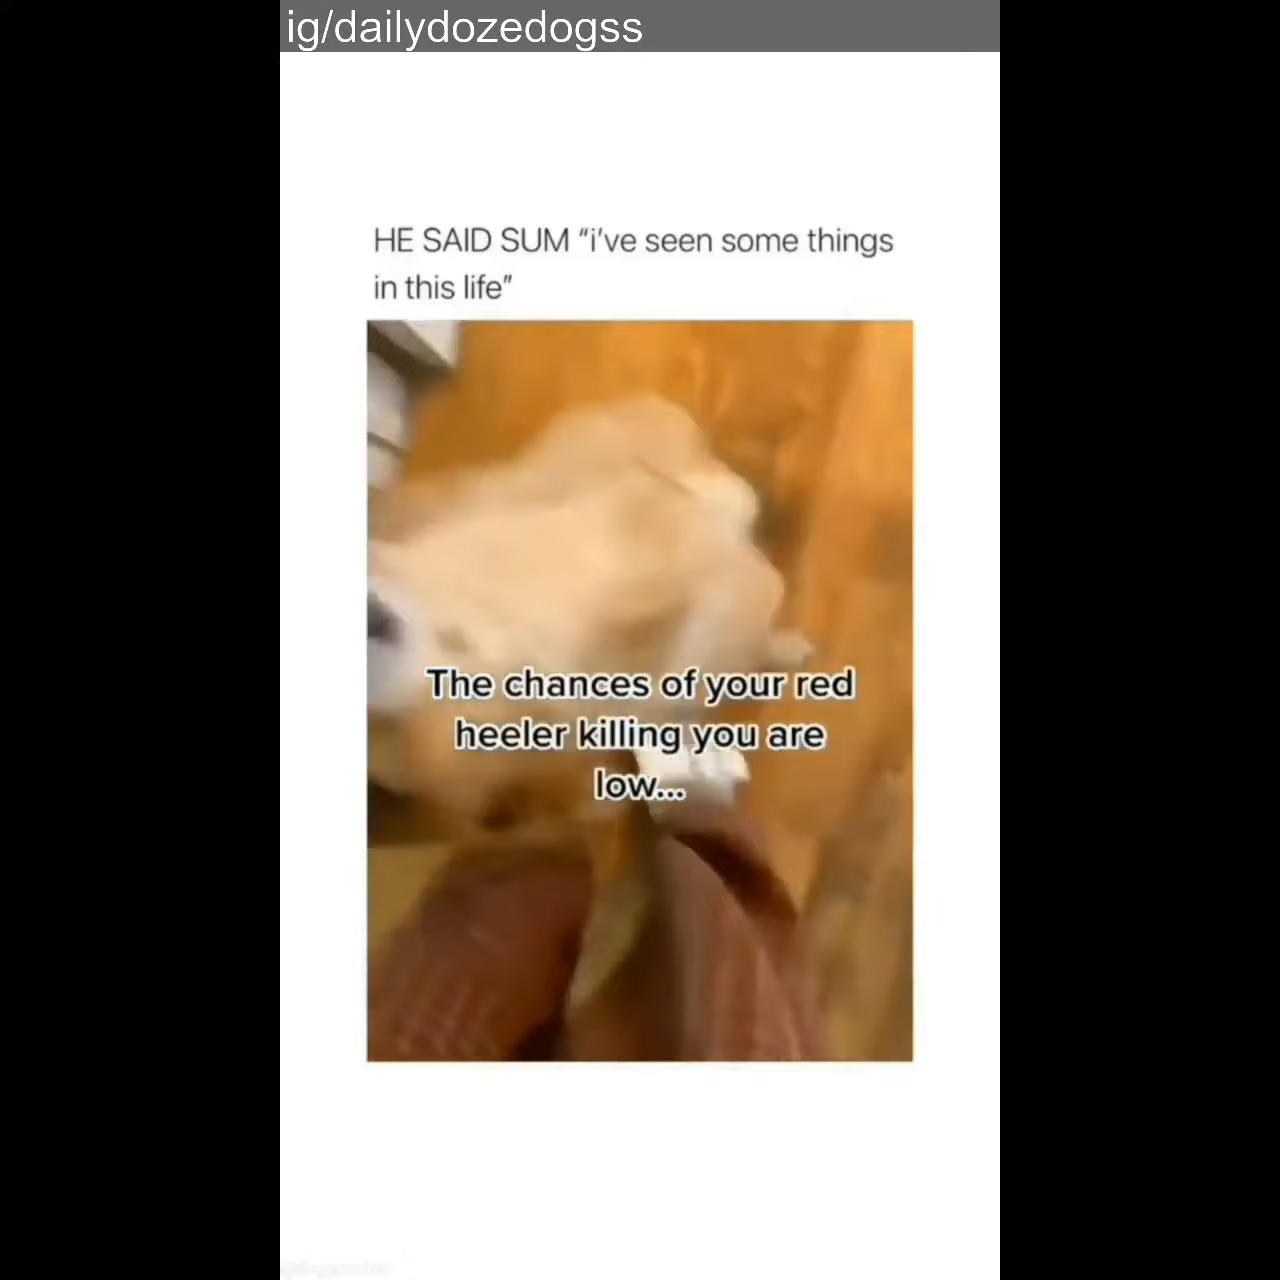 ig/dailydozedogss
HE SAID SUM “i’ve seen some things
in this life”
The chances of your red
heeler killing you are
low...